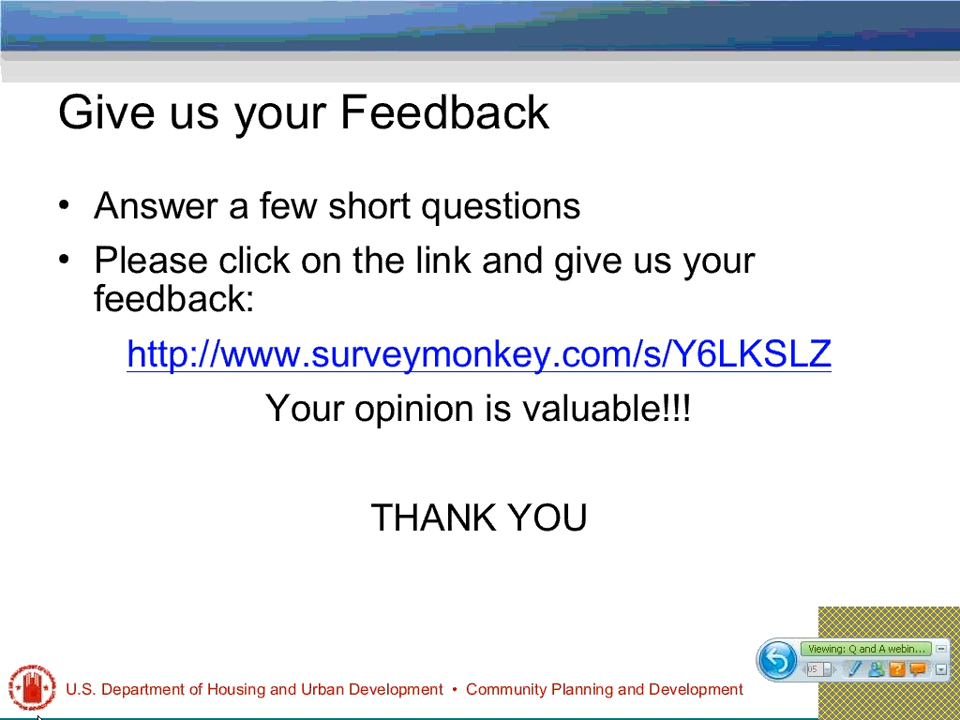 Give us your Feedback
• Answer a few short questions
• Please click on the link and give us your
feedback:
http://www.surveymonkey.com/s/Y6LKSLZ
Your opinion is valuable!!!
THANK YOU
Viewing: Q and A webin...
05
U.S. Department of Housing and Urban Development • Community Planning and Development